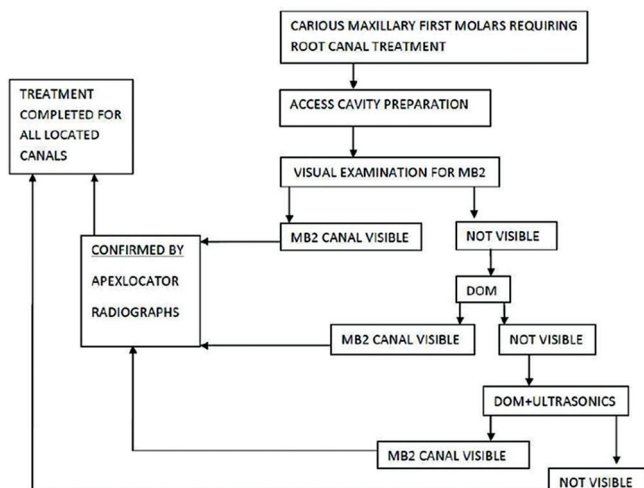 CARIOUS MAXILLARY FIRST MOLARS REQUIRING
ROOT CANAL TREATMENT
TREATMENT
COMPLETED FOR
ALL LOCATED
CANALS
ACCESS CAVITY PREPARATION
VISUAL EXAMINATION FOR MB2
MB2 CANAL VISIBLE
NOT VISIBLE
CONFIRMED BY
APEXLOCATOR
RADIOGRAPHS
DOM
MB2 CANAL VISIBLE
NOT VISIBLE
DOM+ULTRASONICS
MB2 CANAL VISIBLE
NOT VISIBLE